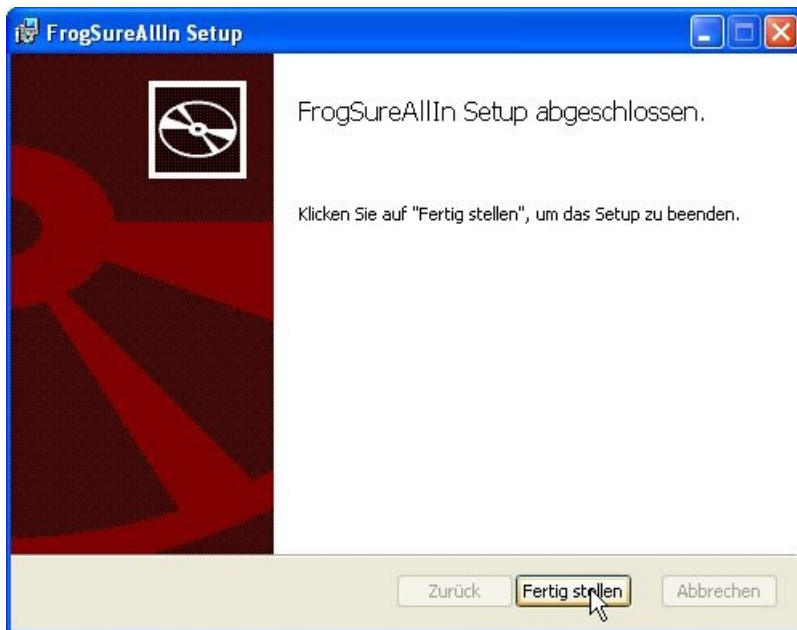 FrogSureAllIn Setup
FrogSureAllIn Setup abgeschlossen.
Klicken Sie auf "Fertig stellen", um das Setup zu beenden.
Zurück Fertig stellen Abbrechen